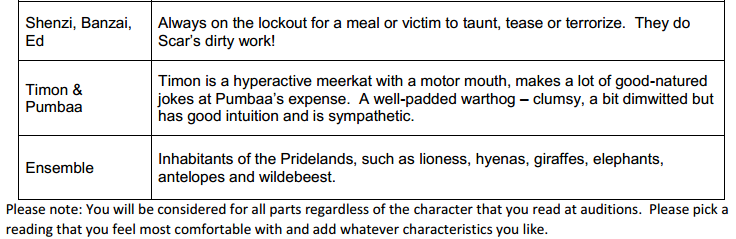 Shenzi, Banzai,
Ed
Always on the lockout for a meal or victim to taunt, tease or terrorize.  They do
Scar's dirty work!
Timon &
Pumbaa
Timon is a hyperactive meerkat with a motor mouth, makes a lot of good-natured
jokes at Pumbaa's expense.  A well-padded warthog – clumsy, a bit dimwitted but
has good intuition and is sympathetic.
Ensemble
Inhabitants of the Pridelands, such as lioness, hyenas, giraffes, elephants,
antelopes and wildebeest.
Please note: You will be considered for all parts regardless of the character that you read at auditions.  Please pick a
reading that you feel most comfortable with and add whatever characteristics you like.